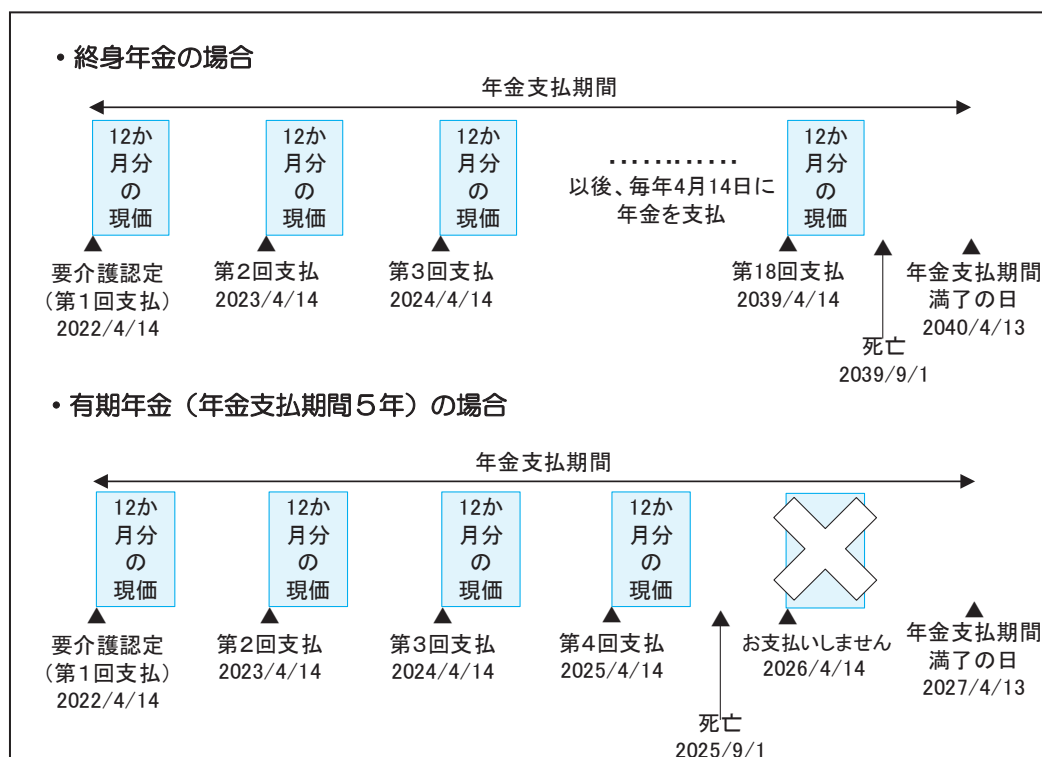 ・終身年金の場合
年金支払期間
12か
月分
の
現価
12か
月分
の
現価
12か
月分
の
現価
…………
以後、毎年4月14日に
年金を支払
12か
月分
の
現価
要介護認定
(第1回支払)
2022/4/14
第2回支払
2023/4/14
第3回支払
2024/4/14
第18回支払
2039/4/14
死亡
2039/9/1
年金支払期間
満了の日
2040/4/13
・有期年金（年金支払期間５年）の場合
年金支払期間
12か
月分
の
現価
12か
月分
の
現価
12か
月分
の
現価
12か
月分
の
現価
要介護認定
(第1回支払)
2022/4/14
第2回支払
2023/4/14
第3回支払
2024/4/14
第4回支払
2025/4/14
死亡
2025/9/1
お支払いしません
2026/4/14
年金支払期間
満了の日
2027/4/13